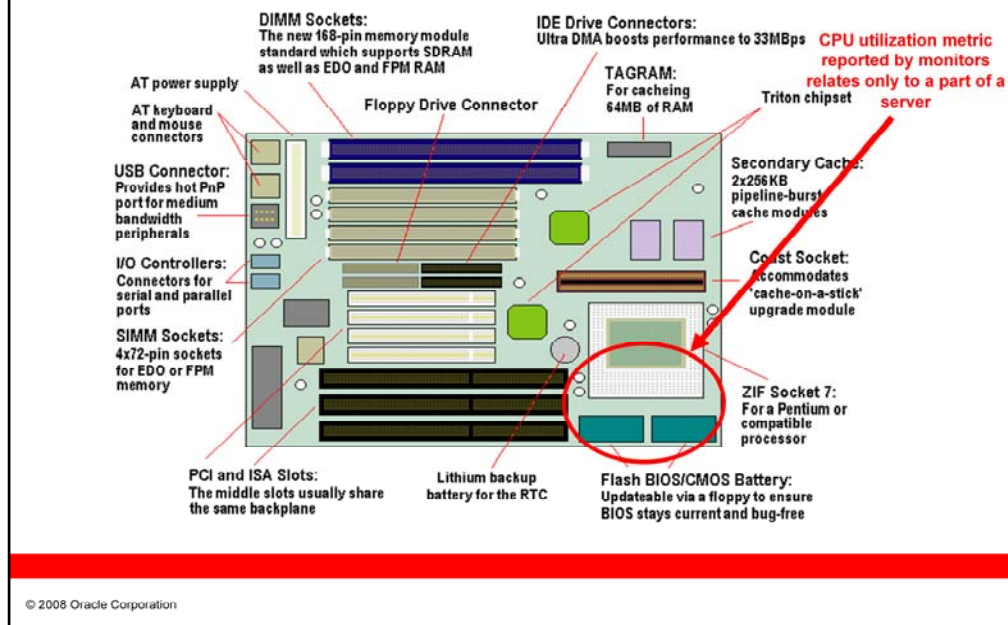 DIMM Sockets:
The new 168-pin memory module
standard which supports SDRAM
as well as EDO and FPM RAM
IDE Drive Connectors:
Ultra DMA boosts performance to 33MBps
CPU utilization metric
reported by monitors
relates only to a part of a
server
AT power supply
Floppy Drive Connector
TAGRAM:
For cacheing
64MB of RAM
Triton chipset
AT keyboard
and mouse
connectors
USB Connector:
Provides hot PnP
port for medium
bandwidth
peripherals
Secondary Cache:
2x256KB
pipeline-burst
cache modules
I/O Controllers:
Connectors for
serial and parallel
ports
Coast Socket:
Accommodates
'cache-on-a-stick'
upgrade module
SIMM Sockets:
4x72-pin sockets
for EDO or FPM
memory
ZIF Socket 7:
For a Pentium or
compatible
processor
PCI and ISA Slots:
The middle slots usually share
the same backplane
Lithium backup
battery for the RTC
Flash BIOS/CMOS Battery:
Updateable via a floppy to ensure
BIOS stays current and bug-free
© 2008 Oracle Corporation